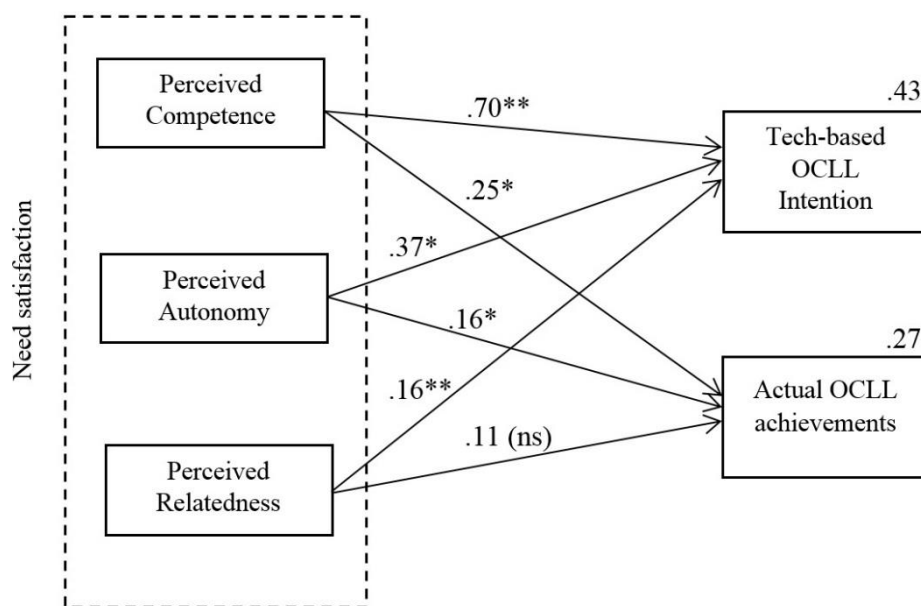 Need satisfaction
Perceived
Competence
Perceived
Autonomy
Perceived
Relatedness
.70**
.25*
.37*
.16*
.16**
.11 (ns)
.43
Tech-based
OCLL
Intention
.27
Actual OCLL
achievements